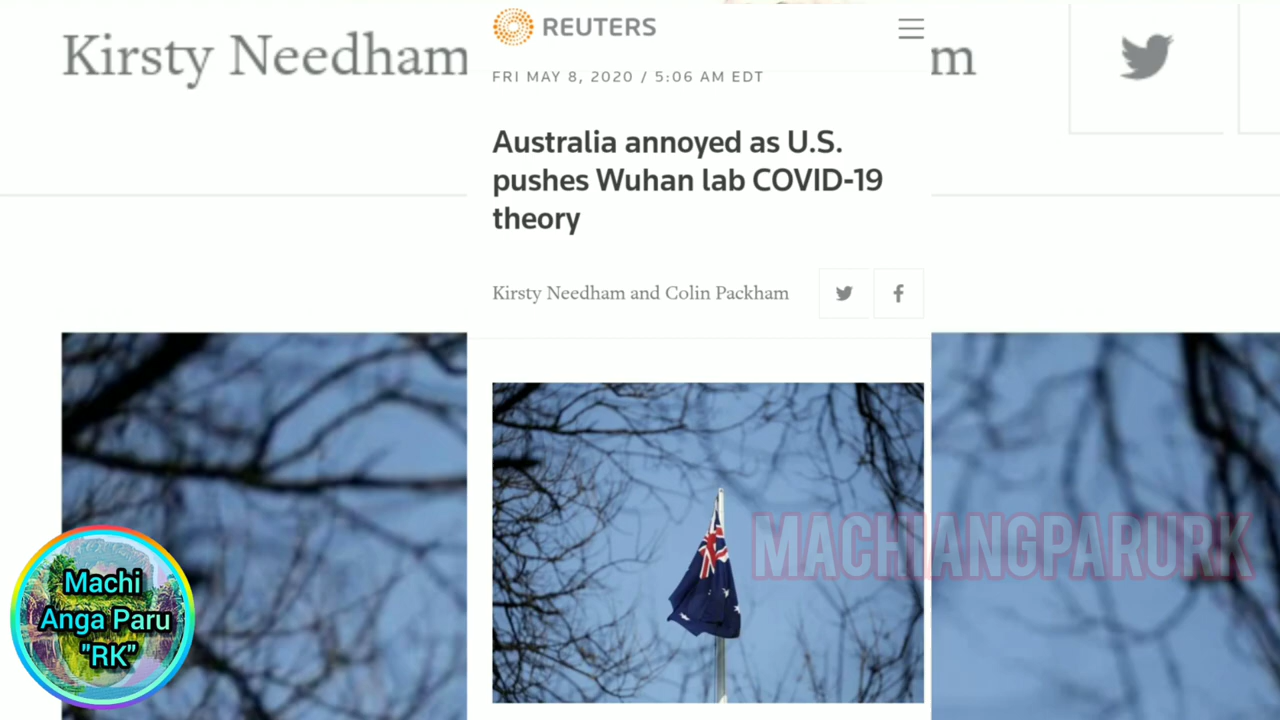 Kirsty Needham
m
REUTERS
FRI MAY 8, 2020 / 5:06 AM EDT
Australia annoyed as U.S.
pushes Wuhan lab COVID-19
theory
Kirsty Needham and Colin Packham
MACHIANGPARURK
Machi
Anga Paru
"RK"